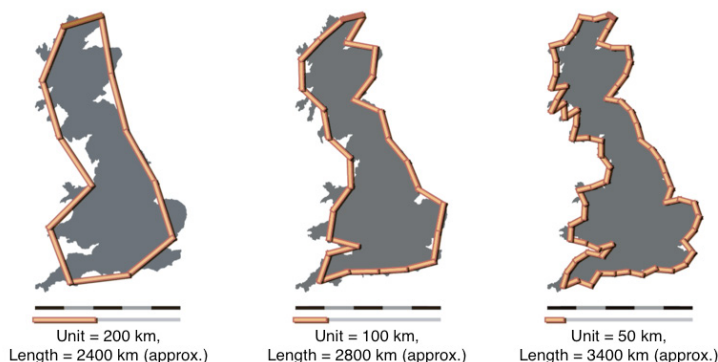 Unit = 200 km,
Length = 2400 km (approx.)
Unit = 100 km,
Length = 2800 km (approx.)
Unit = 50 km,
Length = 3400 km (approx.)